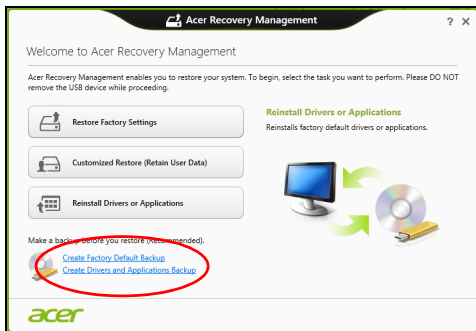 Acer Recovery Management
? X
Welcome to Acer Recovery Management
Acer Recovery Management enables you to restore your system. To begin, select the task you want to perform. Please DO NOT
remove the USB device while proceeding.
Restore Factory Settings
Customized Restore (Retain User Data)
Reinstall Drivers or Applications
Reinstall Drivers or Applications
Reinstalls factory default drivers or applications.
Make a backup before you restore (Recommended).
Create Factory Default Backup
Create Drivers and Applications Backup
acer